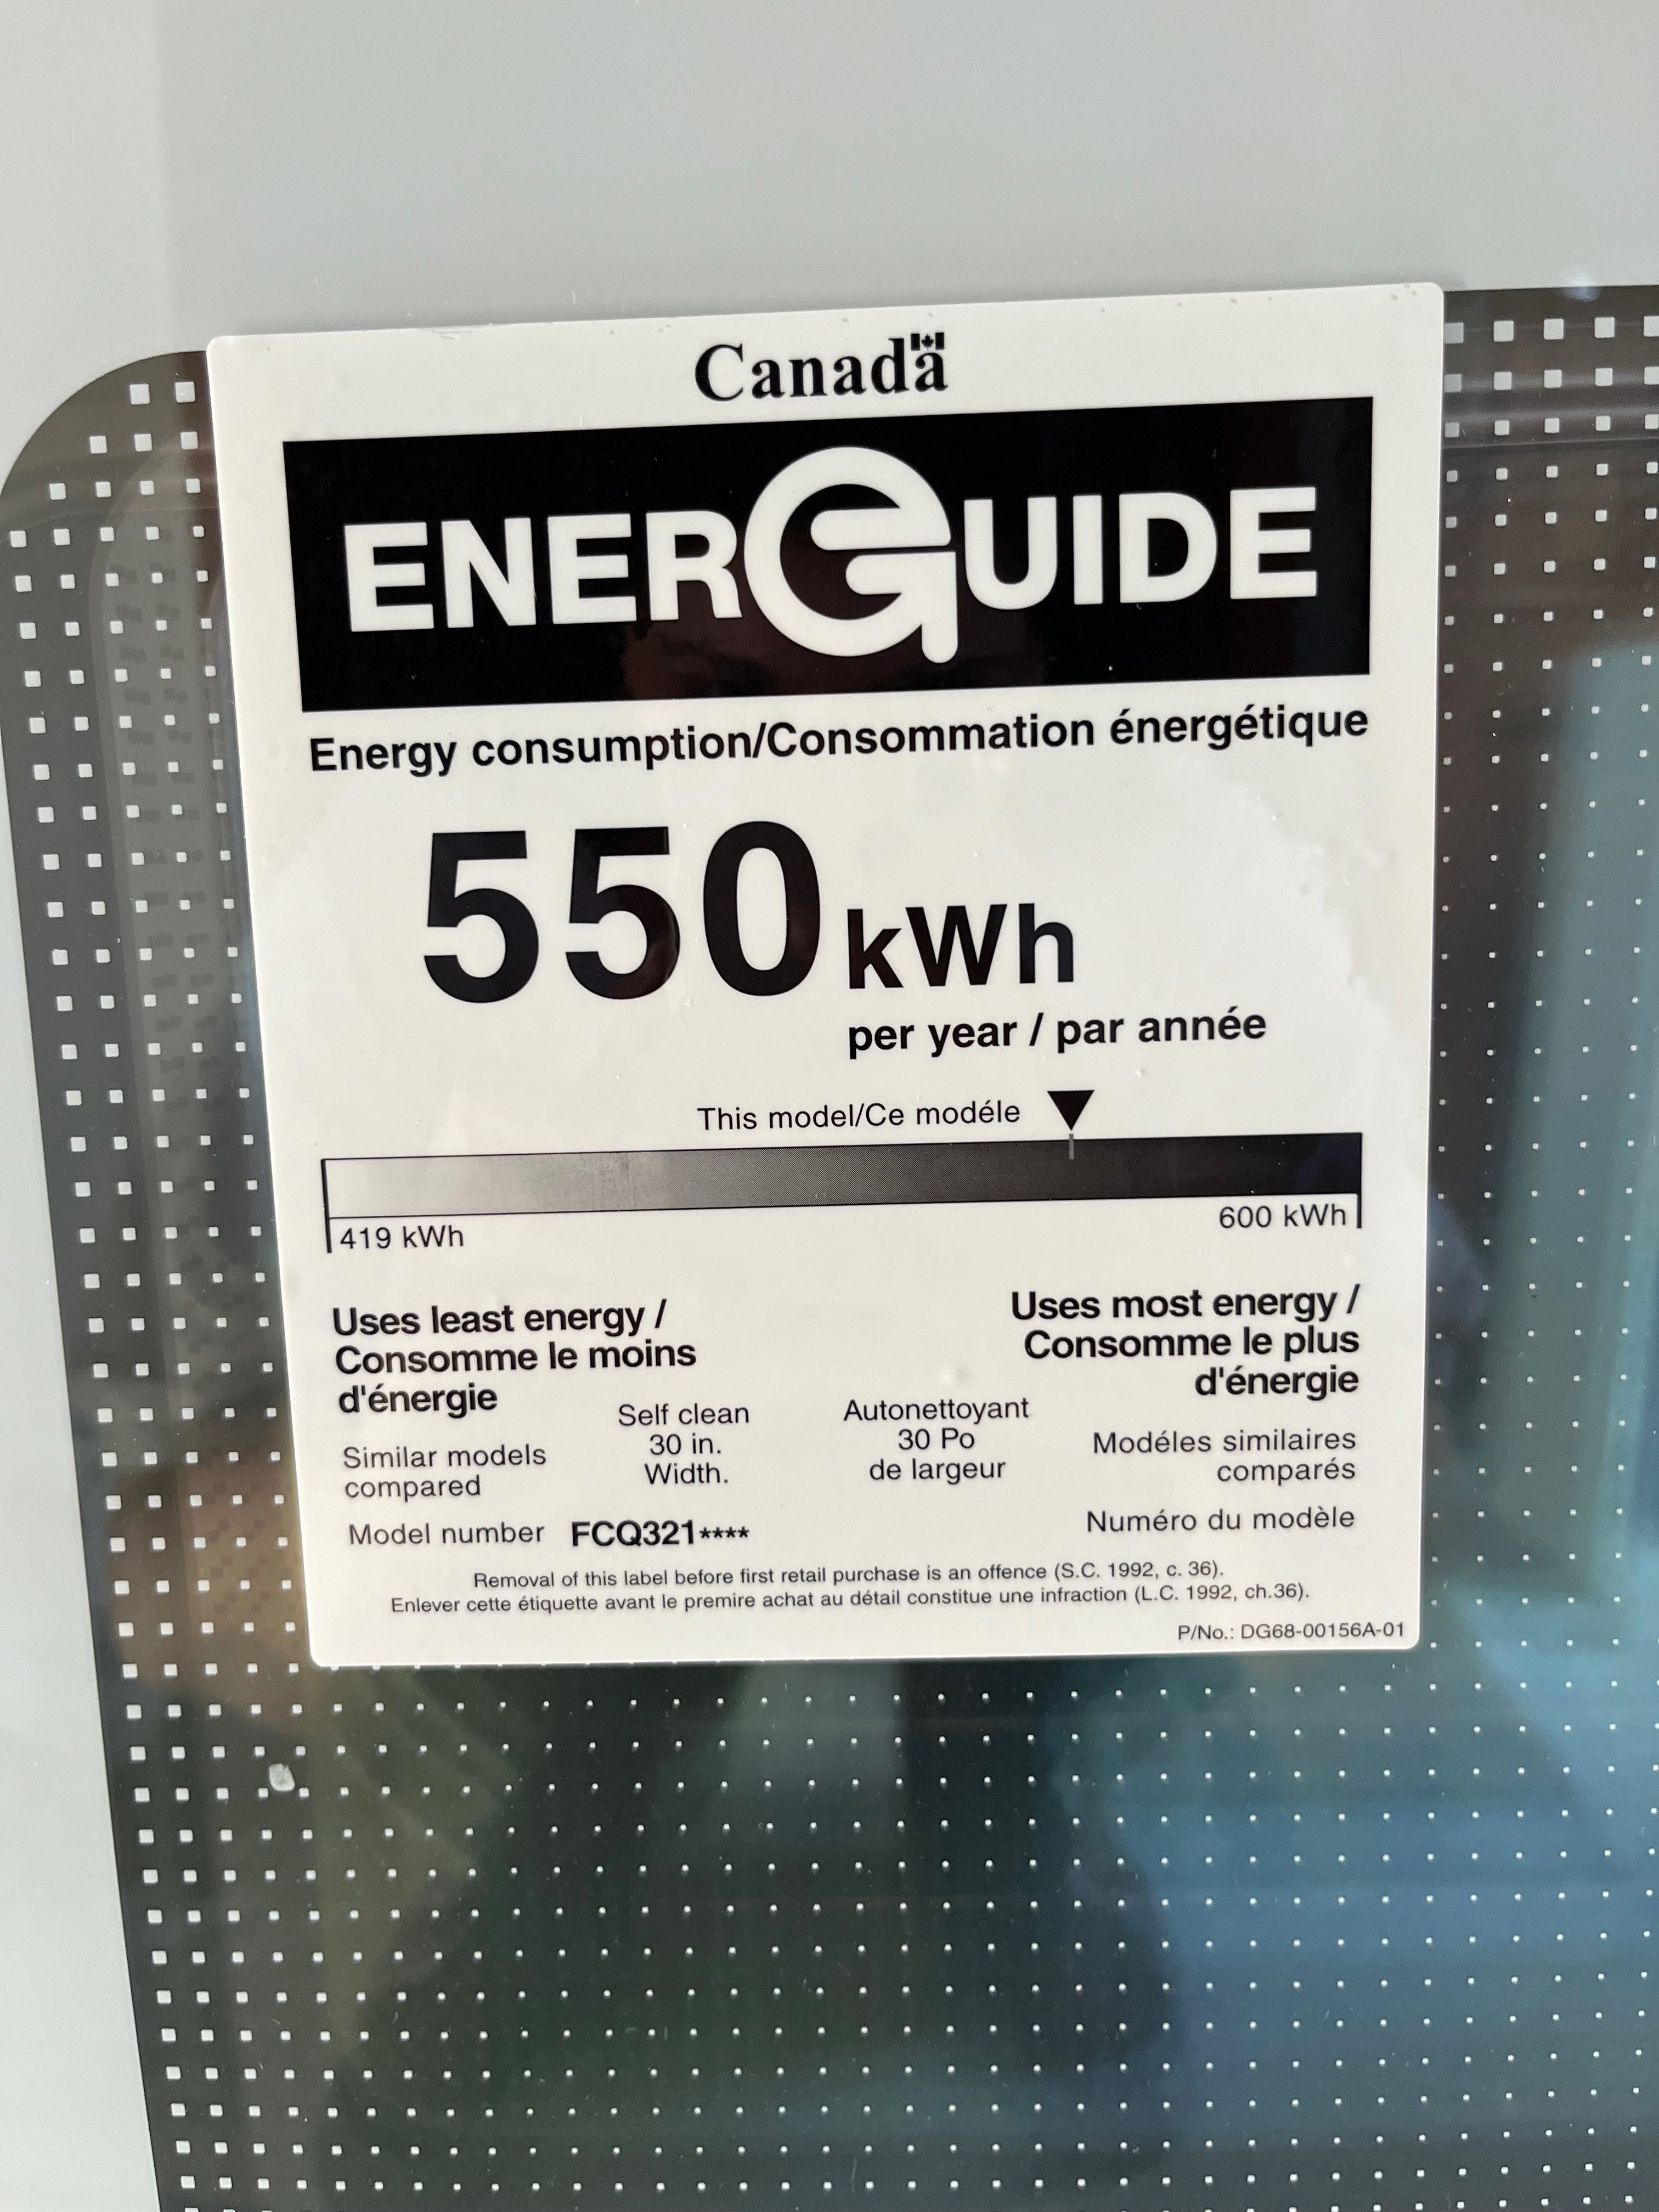 Canada
ENERGUIDE
Energy consumption/Consommation énergétique
550 kWh
per year / par année
This model/Ce modéle
419 kWh
600 kWh
Uses least energy /
Consomme le moins
d'énergie
Uses most energy /
Consomme le plus
d'énergie
Similar models
compared
Self clean
30 in.
Width.
Autonettoyant
30 Po
de largeur
Modéles similaires
comparés
Model number FCQ321**** Numéro du modèle
Removal of this label before first retail purchase is an offence (S.C. 1992, c. 36).
Enlever cette étiquette avant le premire achat au détail constitue une infraction (L.C. 1992, ch.36).
P/No.: DG68-00156A-01